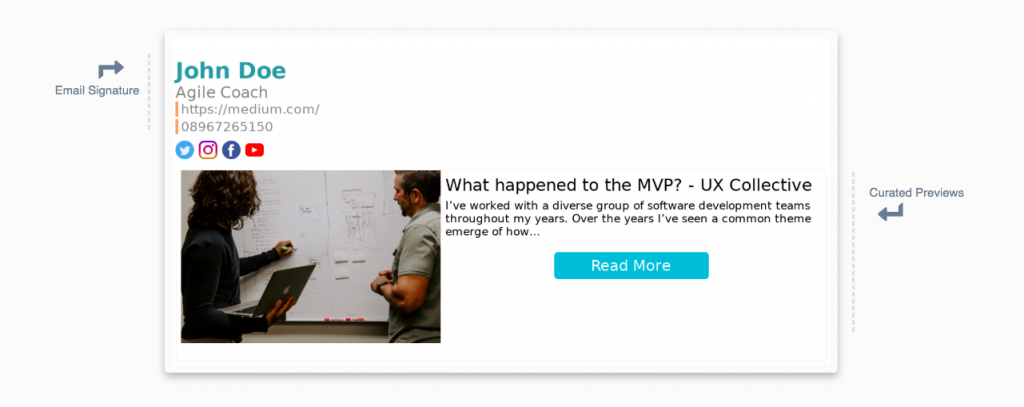 Email Signature
John Doe
Agile Coach
https://medium.com/
08967265150
What happened to the MVP? - UX Collective
I’ve worked with a diverse group of software development teams
throughout my years. Over the years I’ve seen a common theme
emerge of how...
Read More
Curated Previews